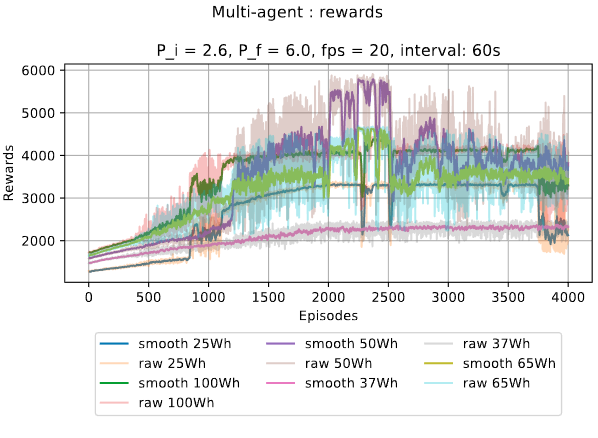 Multi-agent : rewards
P_i = 2.6, P_f = 6.0, fps = 20, interval: 60s
6000
5000
4000
3000
2000
Rewards
0 500 1000 1500 2000 2500 3000 3500 4000
Episodes
smooth 25Wh smooth 50Wh raw 37Wh
raw 25Wh raw 50Wh smooth 65Wh
smooth 100Wh smooth 37Wh raw 65Wh
raw 100Wh